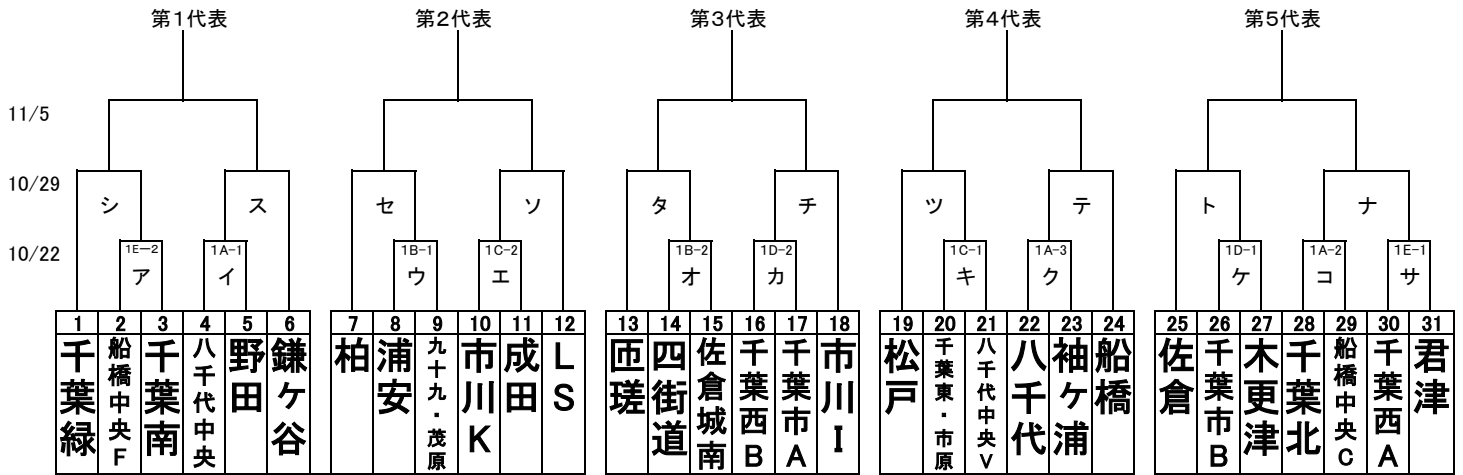 第1代表 第2代表 第3代表 第4代表 第5代表
11/5
10/29
シ ス セ ソ タ チ ツ テ ト ナ
10/22
1E－2 1A-1 1B-1 1C-2 1B-2 1D-2 1C-1 1A-3 1D-1 1A-2 1E-1
ア イ ウ エ オ カ キ ク ケ コ サ
1 2 3 4 5 6 7 8 9 10 11 12 13 14 15 16 17 18 19 20 21 22 23 24 25 26 27 28 29 30 31
千葉緑
船橋中央F
千葉南
八千代中央
野田
鎌ヶ谷
柏
浦安
九十九・茂原
市川K
成田
LS
匝瑳
四街道
佐倉城南
千葉西B
千葉市A
市川I
松戸
千葉東・市原
八千代中央V
八千代
袖ヶ浦
船橋
佐倉
千葉市B
木更津
千葉北
船橋中央C
千葉西A
君津